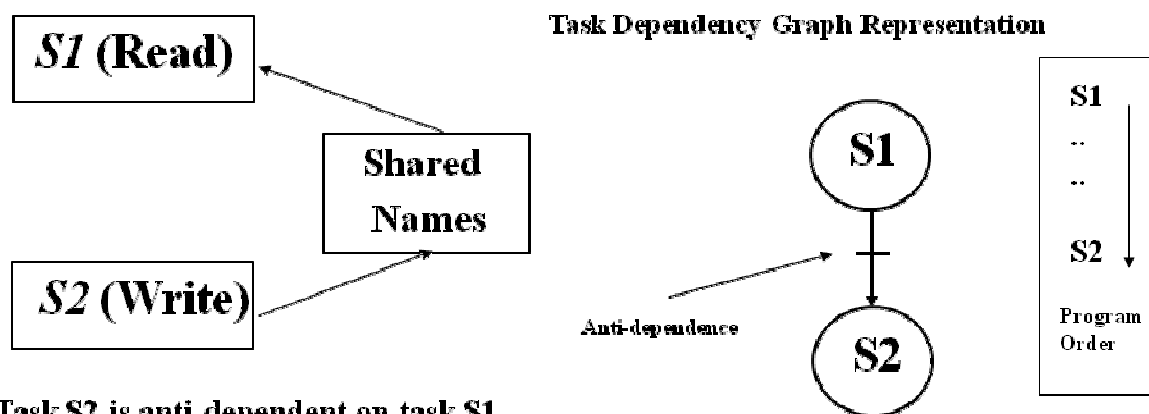 Task Dependency Graph Representation
S1 (Read)
Shared
Names
S2 (Write)
S1
Anti-dependence
S2
S1
..
..
S2
Program
Order
Task S2 is anti-dependent on task S1